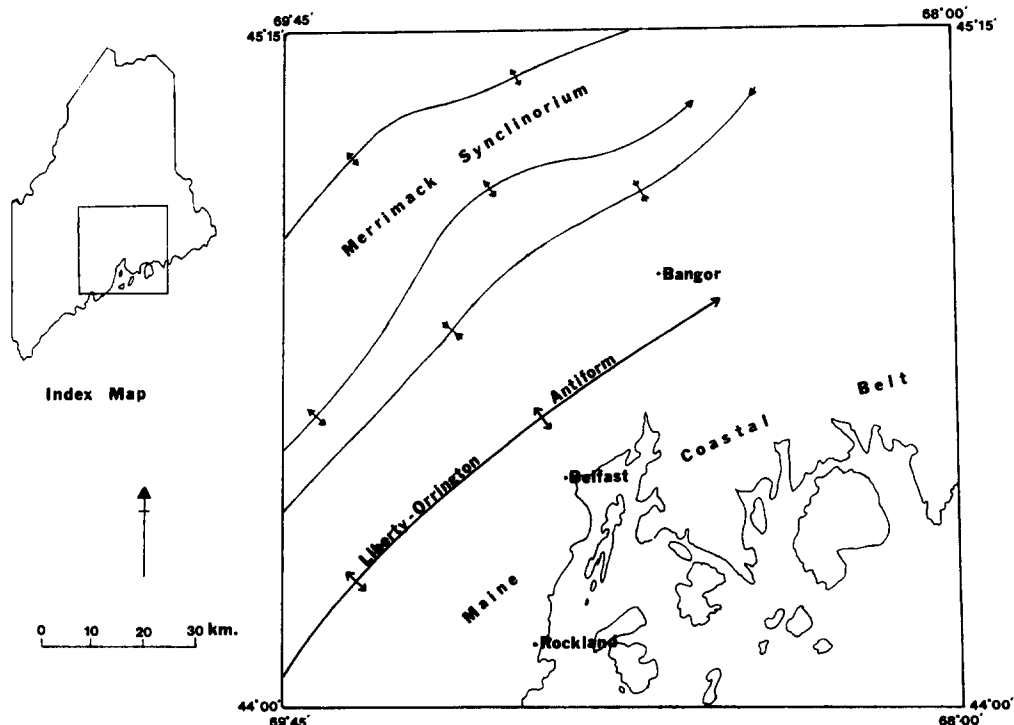 69°45'
68°00'
45°15'
45°15'
Merrimack Synclinorium
Bangor
Index Map
Liberty-Orrington Antiform
Coastal Belt
Belfast
Maine
Rockland
0 10 20 30 km.
44°00'
44°00'
69°45'
68°00'